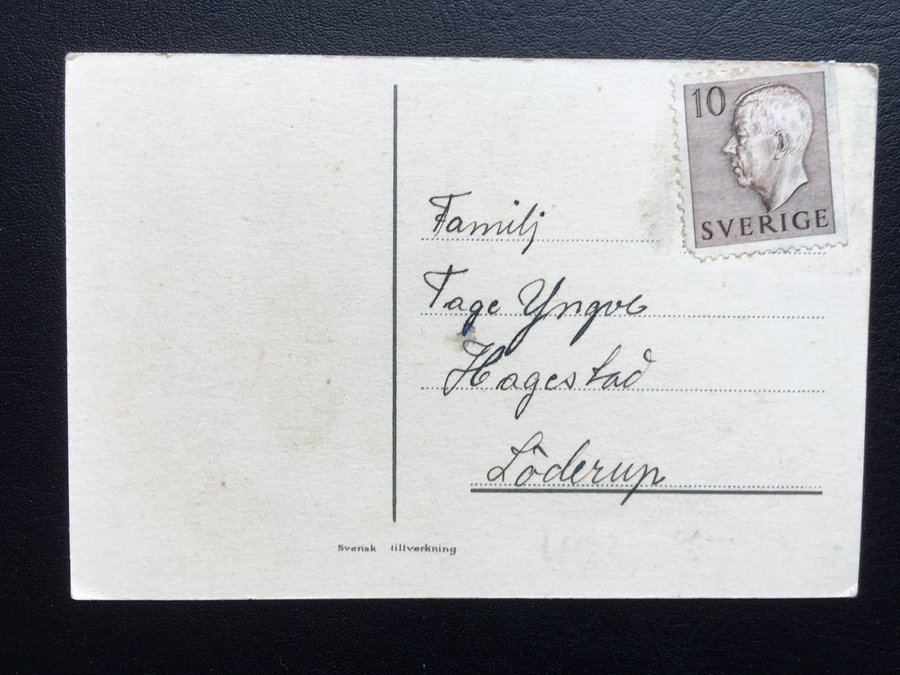 10
SVERIGE
Familj
Tage Yngve
Hagestad
Löderup
Svensk tillverkning